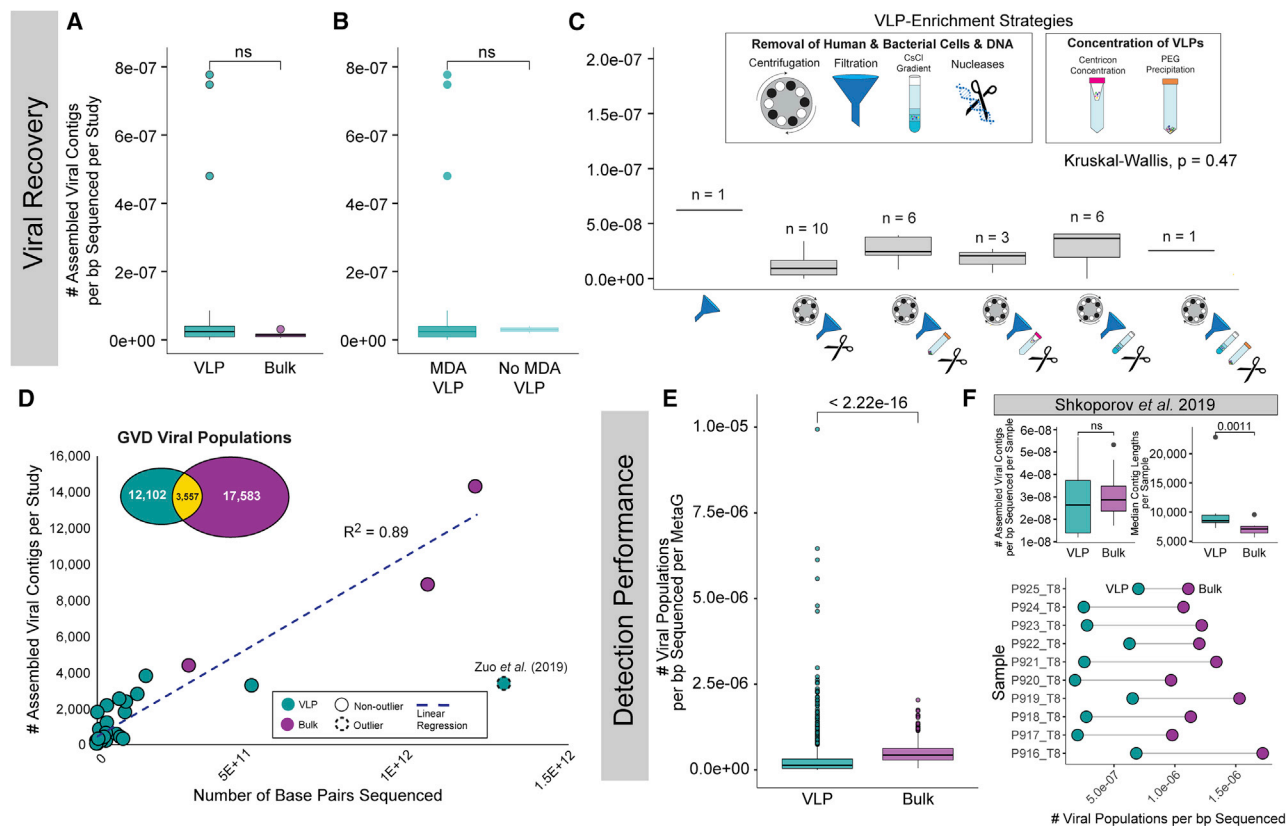 Viral Recovery
A
ns
# Assembled Viral Contigs
per bp Sequenced per Study
8e-07
6e-07
4e-07
2e-07
0e+00
VLP
Bulk
B
ns
8e-07
6e-07
4e-07
2e-07
0e+00
MDA
VLP
No MDA
VLP
C
VLP-Enrichment Strategies
Removal of Human & Bacterial Cells & DNA
Centrifugation
Filtration
CsCl
Gradient
Nucleases
Concentration of VLPs
Centricon
Concentration
PEG
Precipitation
Kruskal-Wallis, p = 0.47
2.0e-07
1.5e-07
1.0e-07
5.0e-08
0.0e+00
n = 1
n = 10
n = 6
n = 3
n = 6
n = 1
D
GVD Viral Populations
12,102
3,557
17,583
# Assembled Viral Contigs per Study
16,000
14,000
12,000
10,000
8,000
6,000
4,000
2,000
0
R2 = 0.89
Zuo et al. (2019)
VLP
Non-outlier
Linear
Regression
Bulk
Outlier
0
5E+11
1E+12
1.5E+12
Number of Base Pairs Sequenced
Detection Performance
E
< 2.22e-16
# Viral Populations
per bp Sequenced per MetaG
1.0e-05
7.5e-06
5.0e-06
2.5e-06
0.0e+00
VLP
Bulk
F
Shkoporov et al. 2019
# Assembled Viral Contigs
per bp Sequenced per Sample
6e-08
5e-08
4e-08
3e-08
2e-08
1e-08
ns
VLP
Bulk
Median Contig Lengths
per Sample
20,000
10,000
5,000
0.0011
VLP
Bulk
Sample
P925_T8
P924_T8
P923_T8
P922_T8
P921_T8
P920_T8
P919_T8
P918_T8
P917_T8
P916_T8
VLP
Bulk
5.0e-07
1.0e-06
1.5e-06
# Viral Populations per bp Sequenced